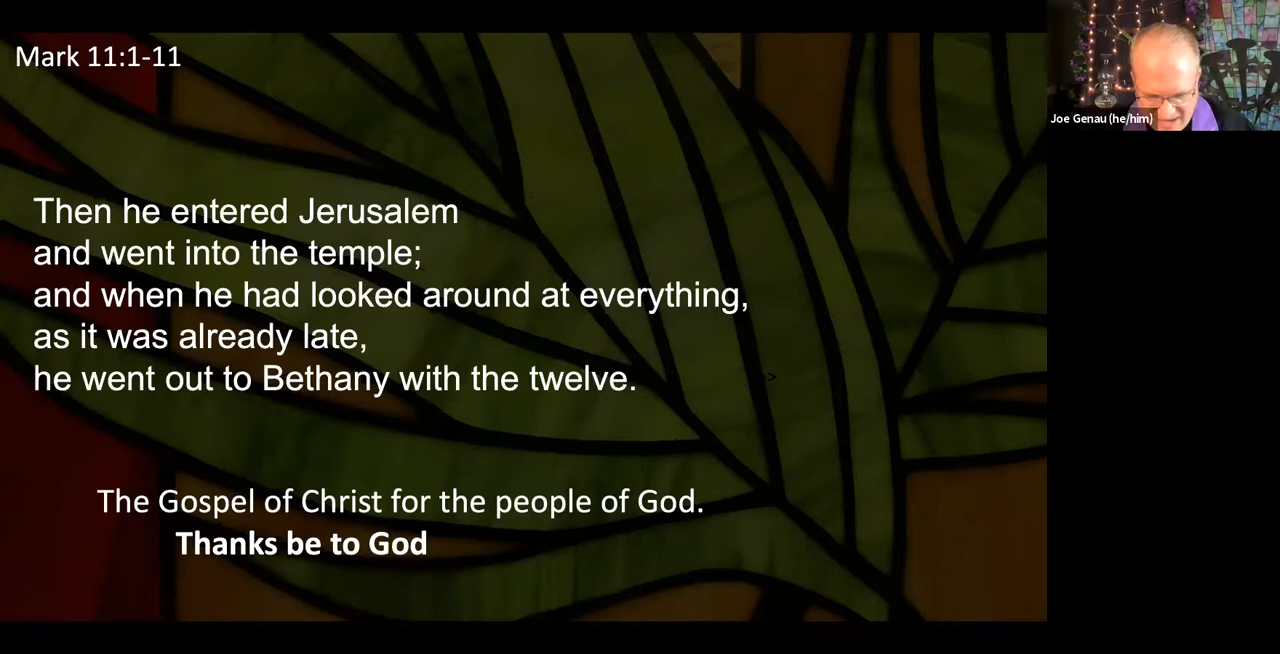 Mark 11:1-11
Then he entered Jerusalem
and went into the temple;
and when he had looked around at everything,
as it was already late,
he went out to Bethany with the twelve.
The Gospel of Christ for the people of God.
Thanks be to God
Joe Genau (he/him)